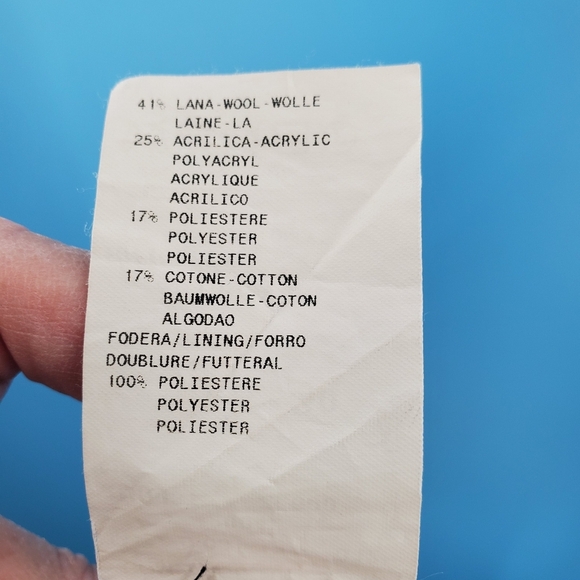 41% LANA-WOOL-WOLLE
LAINE-LA
25% ACRILICA-ACRYLIC
POLYACRYL
ACRYLIQUE
ACRILICO
17% POLIESTERE
POLYESTER
POLIESTER
17% COTONE-COTTON
BAUMWOLLE-COTON
ALGODAO
FODERA/LINING/FORRO
DOUBLURE/FUTTERAL
100% POLIESTERE
POLYESTER
POLIESTER